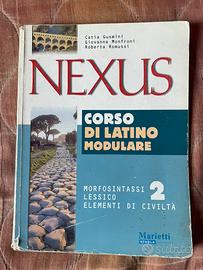 Catia Gusmini
Giovanna Monfroni
Roberta Romussi
NEXUS
CORSO
DI LATINO
MODULARE
MORFOSINTASSI
LESSICO
ELEMENTI DI CIVILTÀ
2
Marietti
SCUOLA
subito